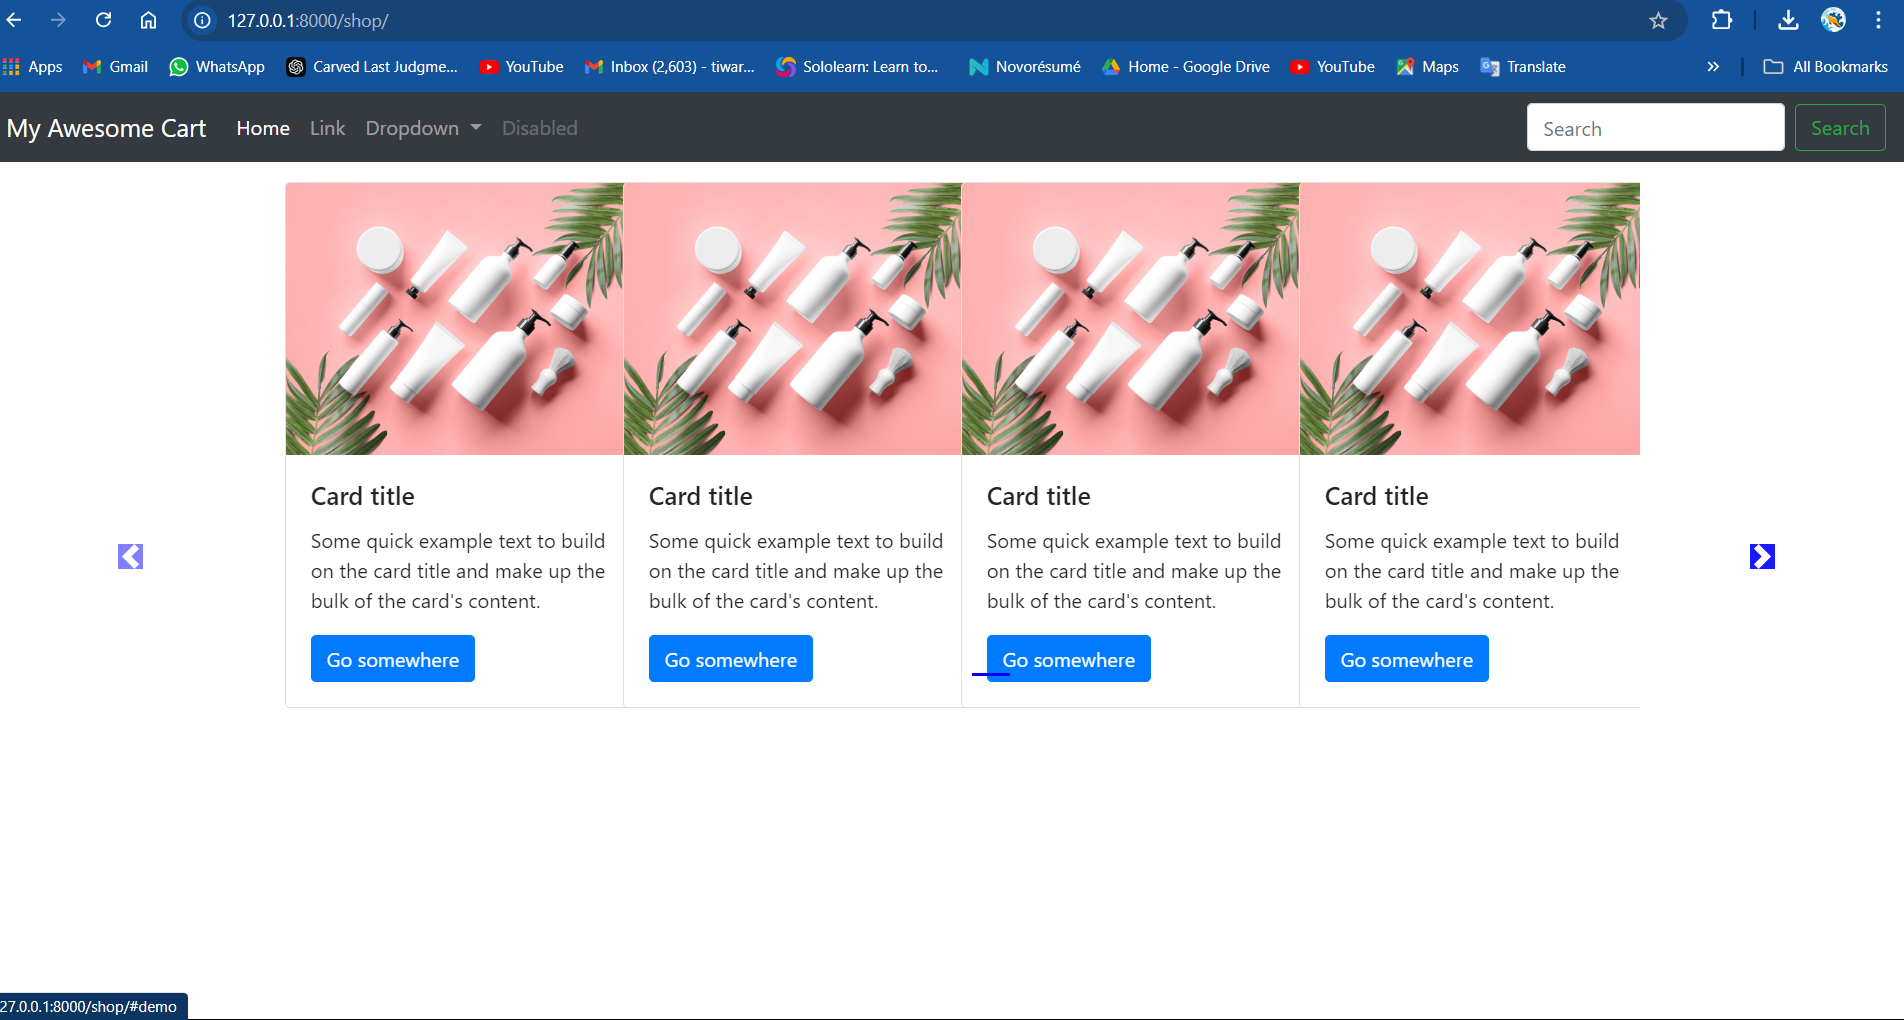 127.0.0.1:8000/shop/
Apps Gmail WhatsApp Carved Last Judgme... YouTube Inbox (2,603) - tiwar... Sololearn: Learn to... Novorésumé Home - Google Drive YouTube Maps Translate » All Bookmarks
My Awesome Cart Home Link Dropdown Disabled Search Search
Card title Card title Card title Card title
Some quick example text to build Some quick example text to build Some quick example text to build Some quick example text to build
on the card title and make up the on the card title and make up the on the card title and make up the on the card title and make up the
bulk of the card's content. bulk of the card's content. bulk of the card's content. bulk of the card's content.
Go somewhere Go somewhere Go somewhere Go somewhere
27.0.0.1:8000/shop/#demo